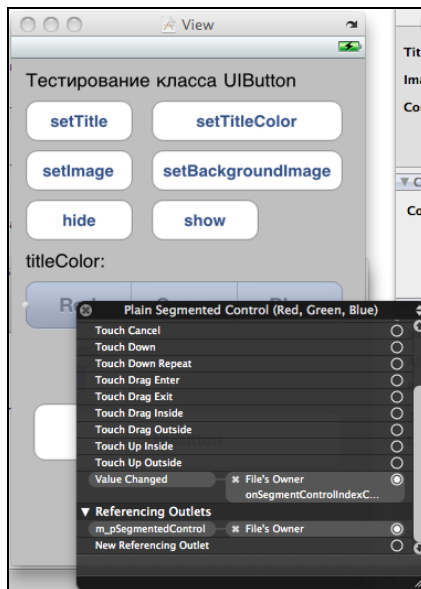 View
Тестирование класса UIButton
setTitle
setTitleColor
setImage
setBackgroundImage
hide
show
titleColor:
Plain Segmented Control (Red, Green, Blue)
Touch Cancel
Touch Down
Touch Down Repeat
Touch Drag Enter
Touch Drag Exit
Touch Drag Inside
Touch Drag Outside
Touch Up Inside
Touch Up Outside
Value Changed ✖ File's Owner
onSegmentControlIndexC...
▼ Referencing Outlets
m_pSegmentedControl ✖ File's Owner
New Referencing Outlet